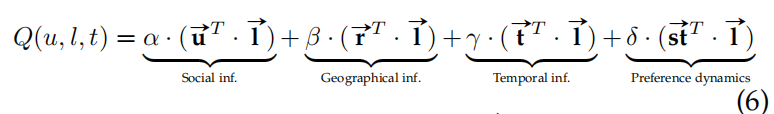 Q(u, l, t) = α · (u⃗ᵀ · l⃗) + β · (r⃗ᵀ · l⃗) + γ · (t⃗ᵀ · l⃗) + δ · (st⃗ᵀ · l⃗)
Social inf. Geographical inf. Temporal inf. Preference dynamics
(6)